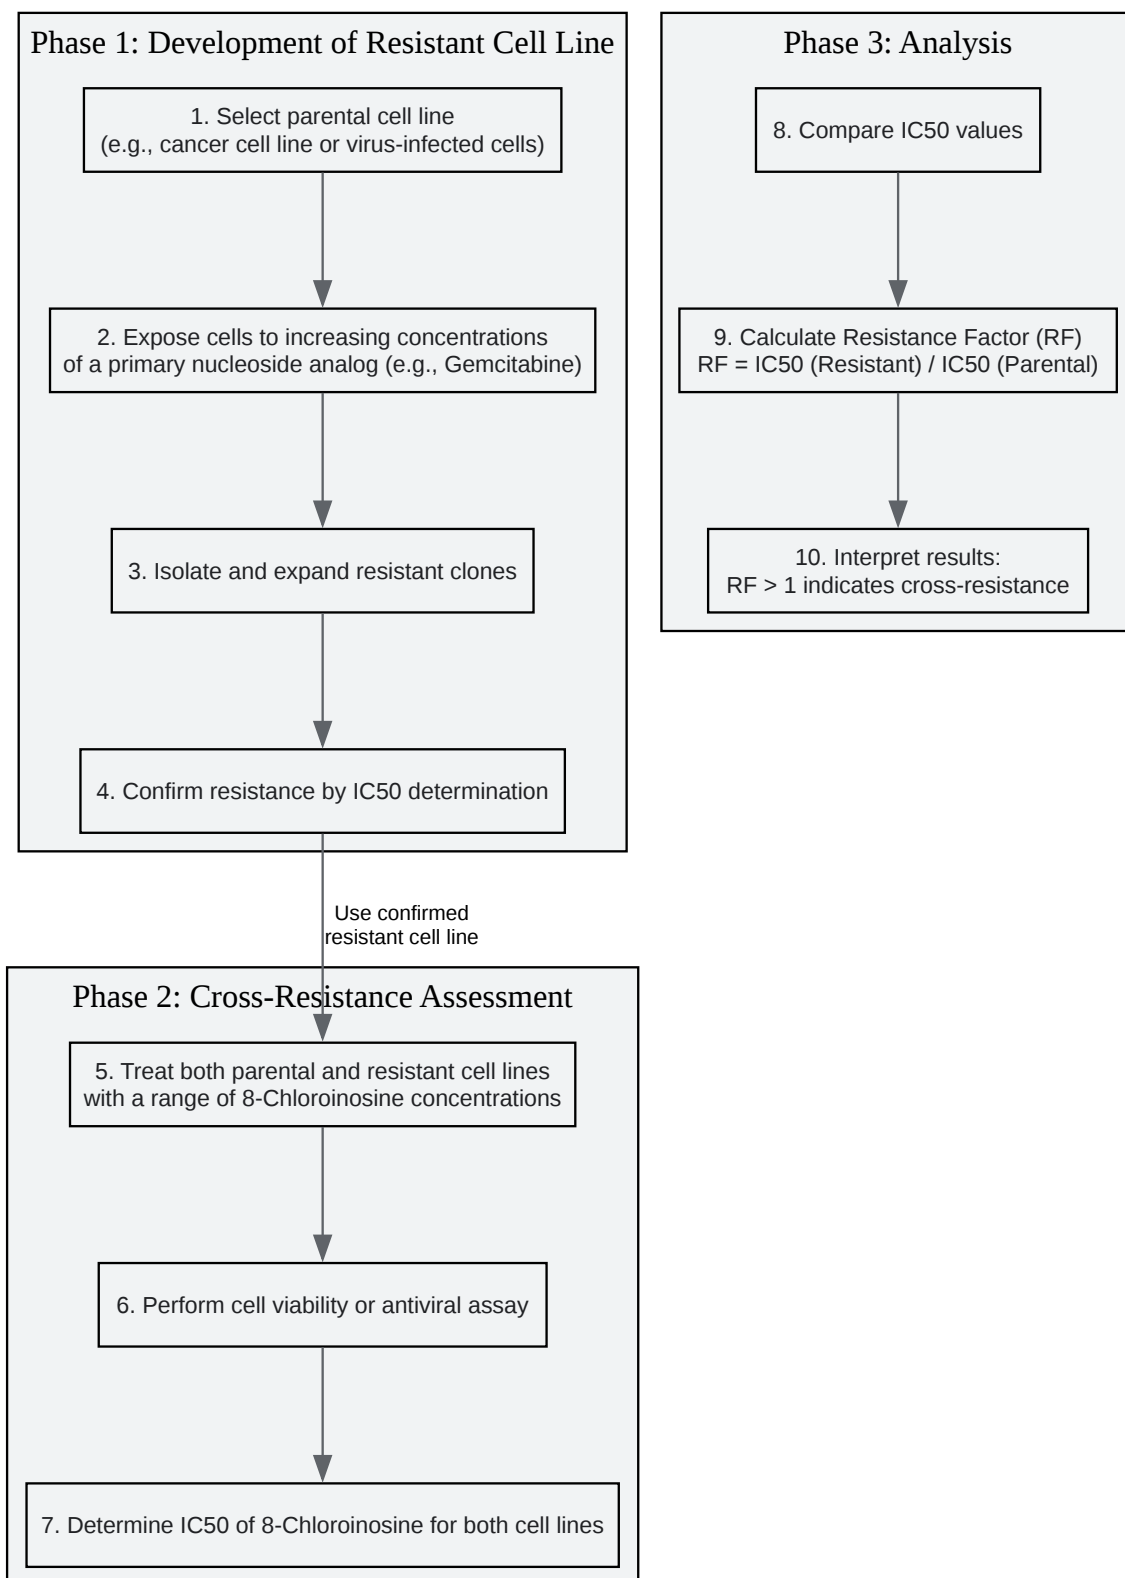 Phase 1: Development of Resistant Cell Line
1. Select parental cell line
(e.g., cancer cell line or virus-infected cells)
2. Expose cells to increasing concentrations
of a primary nucleoside analog (e.g., Gemcitabine)
3. Isolate and expand resistant clones
4. Confirm resistance by IC50 determination
Use confirmed
resistant cell line
Phase 2: Cross-Resistance Assessment
5. Treat both parental and resistant cell lines
with a range of 8-Chloroinosine concentrations
6. Perform cell viability or antiviral assay
7. Determine IC50 of 8-Chloroinosine for both cell lines
Phase 3: Analysis
8. Compare IC50 values
9. Calculate Resistance Factor (RF)
RF = IC50 (Resistant) / IC50 (Parental)
10. Interpret results:
RF > 1 indicates cross-resistance